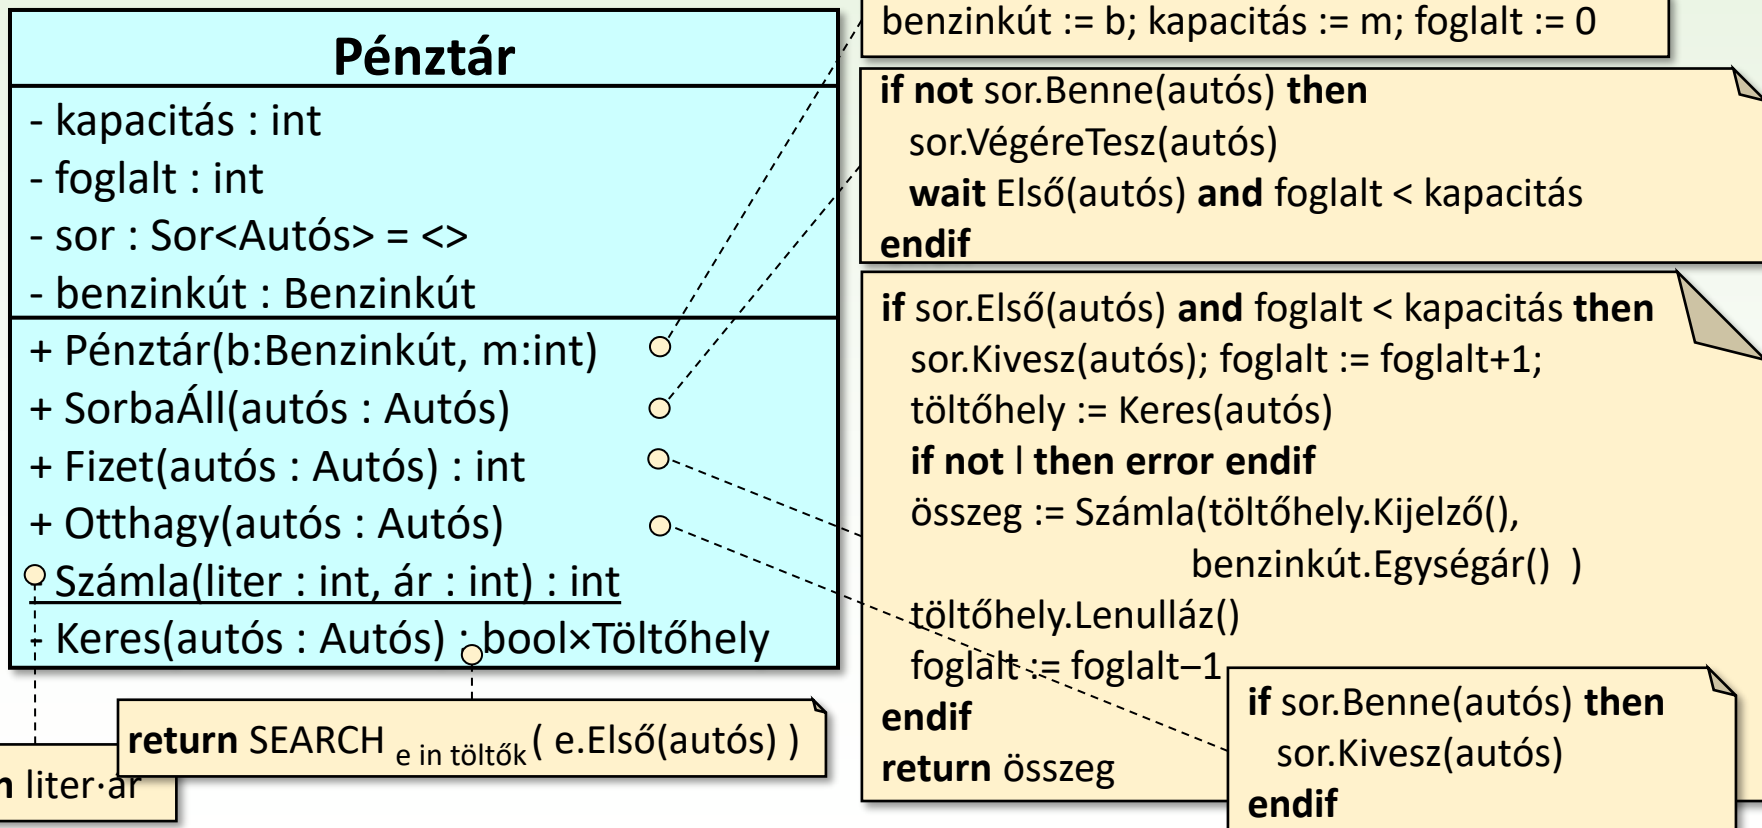 Pénztár
- kapacitás : int
- foglalt : int
- sor : Sor<Autós> = <>
- benzinkút : Benzinkút
+ Pénztár(b:Benzinkút, m:int)
+ SorbaÁll(autós : Autós)
+ Fizet(autós : Autós) : int
+ Otthagy(autós : Autós)
- Számla(liter : int, ár : int) : int
- Keres(autós : Autós) : bool×Töltőhely
return SEARCH e in töltők ( e.Első(autós) )
n liter·ár
benzinkút := b; kapacitás := m; foglalt := 0
if not sor.Benne(autós) then
sor.VégéreTesz(autós)
wait Első(autós) and foglalt < kapacitás
endif
if sor.Első(autós) and foglalt < kapacitás then
sor.Kivesz(autós); foglalt := foglalt+1;
töltőhely := Keres(autós)
if not l then error endif
összeg := Számla(töltőhely.Kijelző(),
benzinkút.Egységár() )
töltőhely.Lenulláz()
foglalt := foglalt–1
endif
return összeg
if sor.Benne(autós) then
sor.Kivesz(autós)
endif